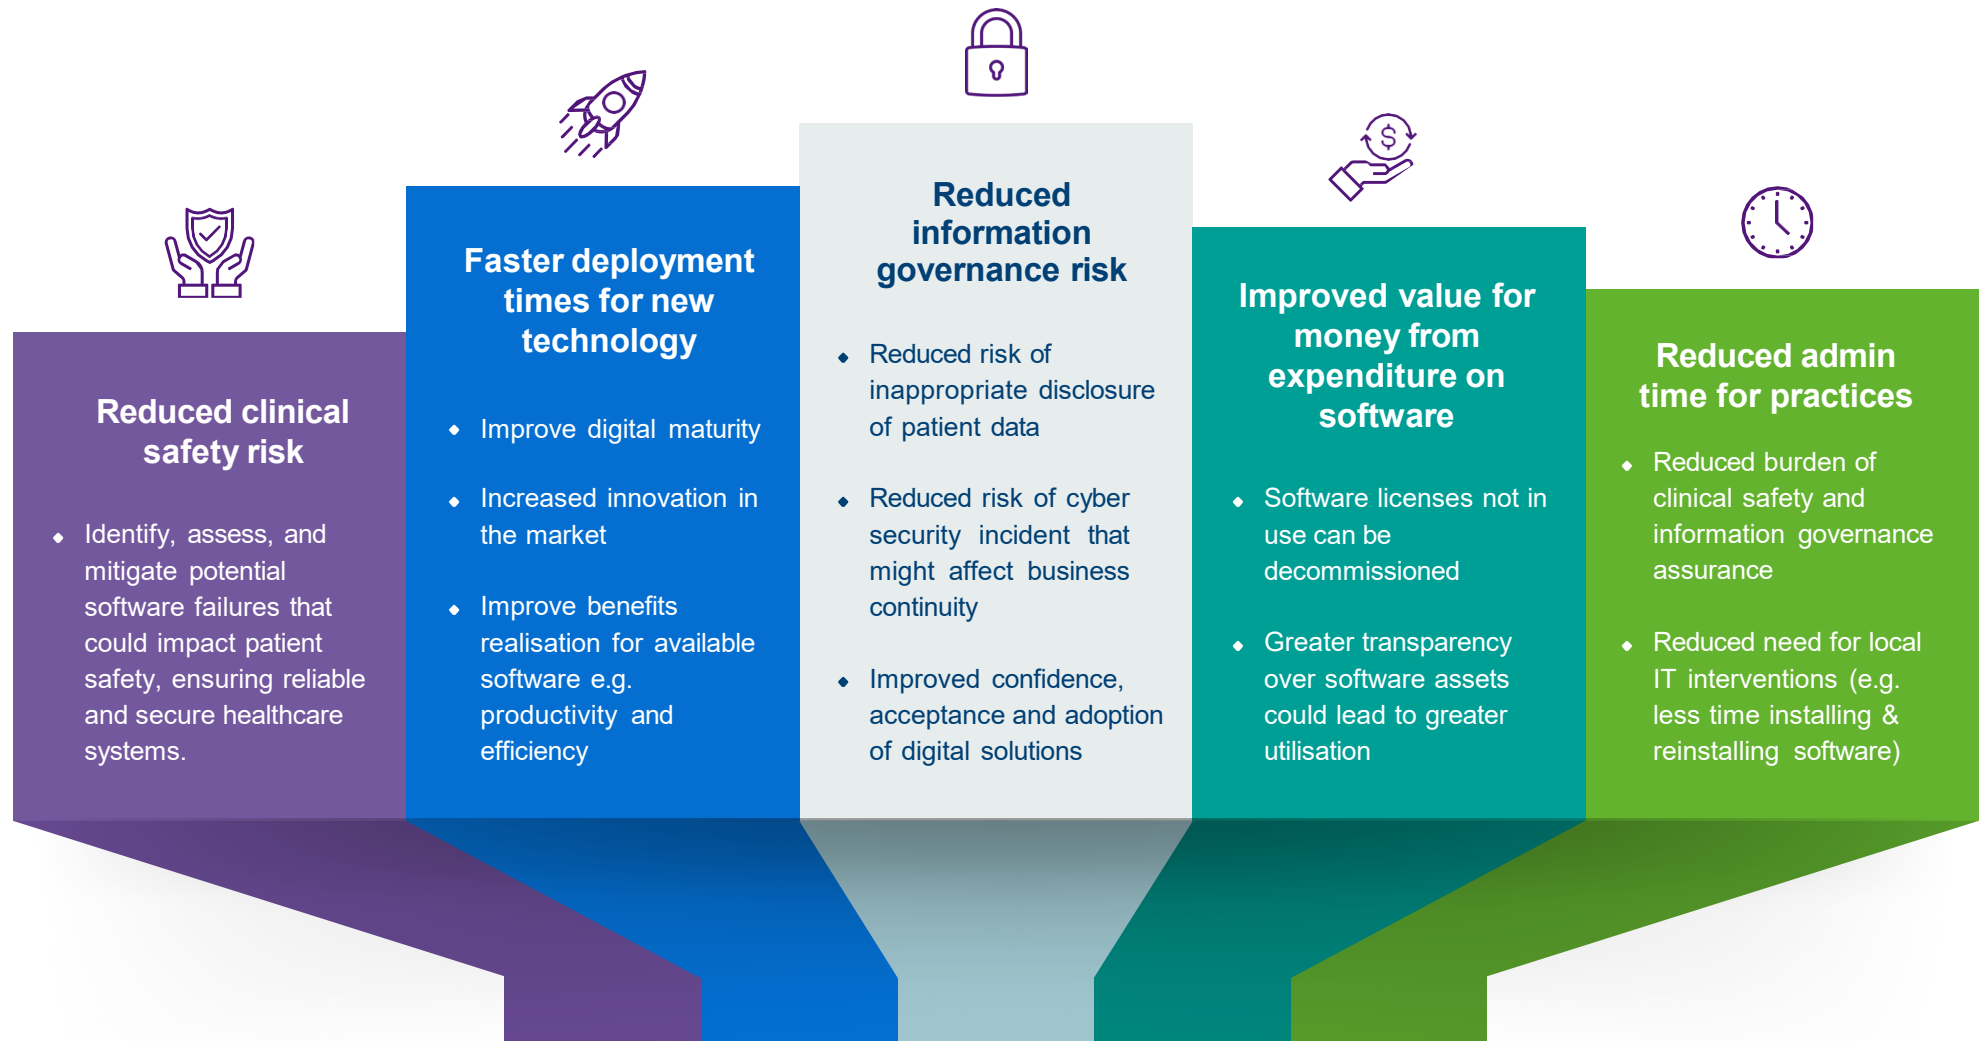 Reduced clinical
safety risk
Identify, assess, and
mitigate potential
software failures that
could impact patient
safety, ensuring reliable
and secure healthcare
systems.
Faster deployment
times for new
technology
Improve digital maturity
Increased innovation in
the market
Improve benefits
realisation for available
software e.g.
productivity and
efficiency
Reduced
information
governance risk
Reduced risk of
inappropriate disclosure
of patient data
Reduced risk of cyber
security incident that
might affect business
continuity
Improved confidence,
acceptance and adoption
of digital solutions
$
Improved value for
money from
expenditure on
software
Software licenses not in
use can be
decommissioned
Greater transparency
over software assets
could lead to greater
utilisation
Reduced admin
time for practices
Reduced burden of
clinical safety and
information governance
assurance
Reduced need for local
IT interventions (e.g.
less time installing &
reinstalling software)